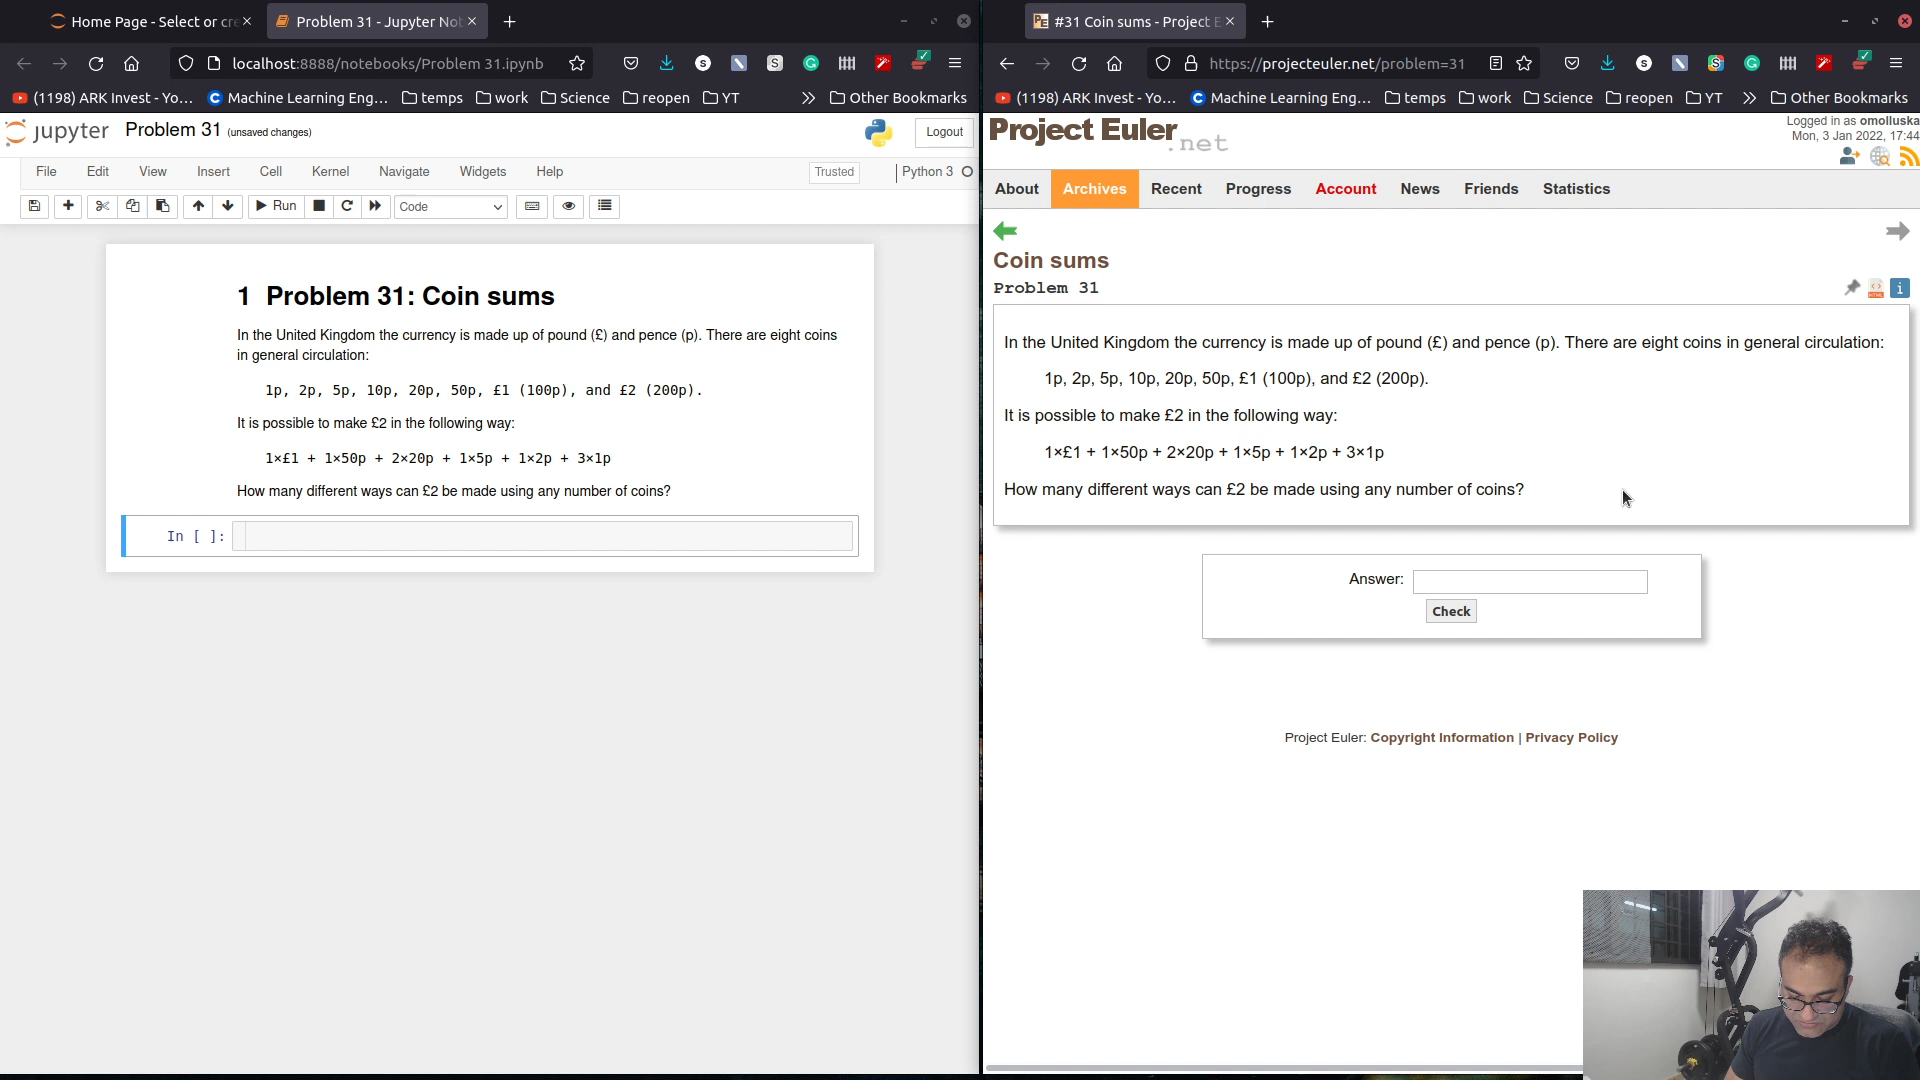 Home Page - Select or cre
Problem 31 - Jupyter Not
#31 Coin sums - Project E
localhost:8888/notebooks/Problem 31.ipynb
https://projecteuler.net/problem=31
(1198) ARK Invest - Yo...
Machine Learning Eng...
temps
work
Science
reopen
YT
Other Bookmarks
(1198) ARK Invest - Yo...
Machine Learning Eng...
temps
work
Science
reopen
YT
Other Bookmarks
jupyter Problem 31 (unsaved changes)
Logout
File Edit View Insert Cell Kernel Navigate Widgets Help
Trusted
Python 3
Run
Code
1 Problem 31: Coin sums
In the United Kingdom the currency is made up of pound (£) and pence (p). There are eight coins
in general circulation:
1p, 2p, 5p, 10p, 20p, 50p, £1 (100p), and £2 (200p).
It is possible to make £2 in the following way:
1×£1 + 1×50p + 2×20p + 1×5p + 1×2p + 3×1p
How many different ways can £2 be made using any number of coins?
In [ ]:
Project Euler .net
Logged in as omolluska
Mon, 3 Jan 2022, 17:44
About Archives Recent Progress Account News Friends Statistics
Coin sums
Problem 31
In the United Kingdom the currency is made up of pound (£) and pence (p). There are eight coins in general circulation:
1p, 2p, 5p, 10p, 20p, 50p, £1 (100p), and £2 (200p).
It is possible to make £2 in the following way:
1×£1 + 1×50p + 2×20p + 1×5p + 1×2p + 3×1p
How many different ways can £2 be made using any number of coins?
Answer:
Check
Project Euler: Copyright Information | Privacy Policy